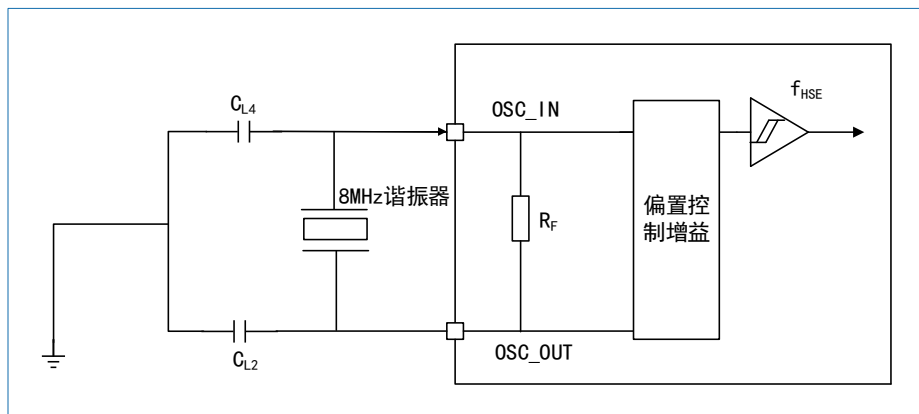 C_L4
OSC_IN
f_HSE
8MHz谐振器
R_F
偏置控
制增益
C_L2
OSC_OUT